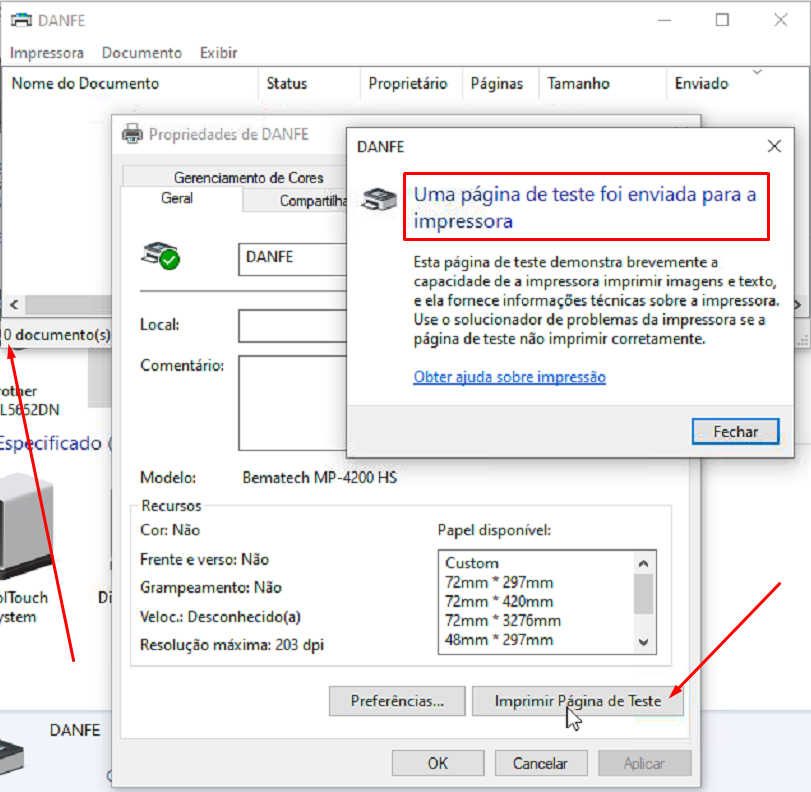 DANFE
Impressora Documento Exibir
Nome do Documento Status Proprietário Páginas Tamanho Enviado
Propriedades de DANFE
Gerenciamento de Cores
Geral Compartilha
DANFE
Local:
Comentário:
Modelo: Bematech MP-4200 HS
Recursos
Cor: Não
Frente e verso: Não
Grampeamento: Não
Veloc.: Desconhecido(a)
Resolução máxima: 203 dpi
Papel disponível:
Custom
72mm * 297mm
72mm * 420mm
72mm * 3276mm
48mm * 297mm
Preferências... Imprimir Página de Teste
OK Cancelar Aplicar
DANFE
Uma página de teste foi enviada para a
impressora
Esta página de teste demonstra brevemente a
capacidade de a impressora imprimir imagens e texto,
e ela fornece informações técnicas sobre a impressora.
Use o solucionador de problemas da impressora se a
página de teste não imprimir corretamente.
Obter ajuda sobre impressão
Fechar
0 documento(s)
rother
L5652DN
Especificado (
olTouch
ystem
Di
DANFE